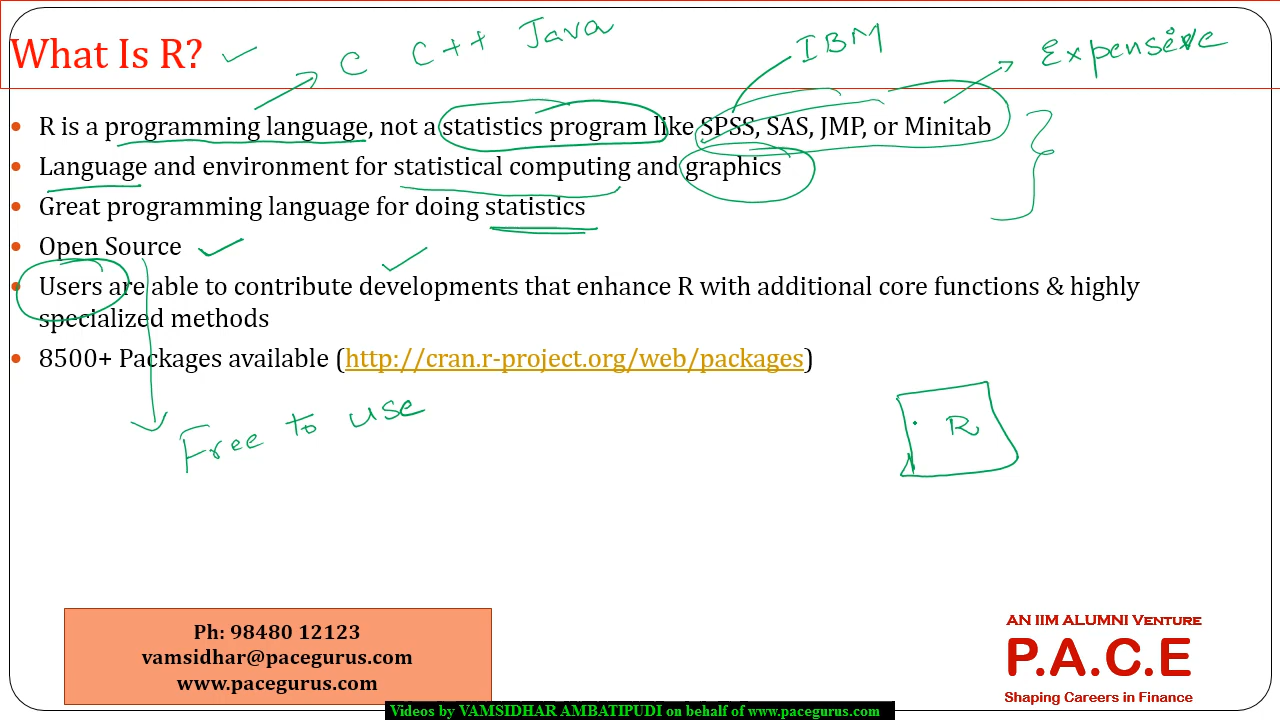 What Is R?
C C++ Java
IBM
Expensive
• R is a programming language, not a statistics program like SPSS, SAS, JMP, or Minitab
• Language and environment for statistical computing and graphics
• Great programming language for doing statistics
• Open Source
• Users are able to contribute developments that enhance R with additional core functions & highly
specialized methods
• 8500+ Packages available (http://cran.r-project.org/web/packages)
Free to use
R
Ph: 98480 12123
vamsidhar@pacegurus.com
www.pacegurus.com
AN IIM ALUMNI VENTURE
P.A.C.E
Shaping Careers in Finance
Videos by VAMSIDHAR AMBATIPUDI on behalf of www.pacegurus.com